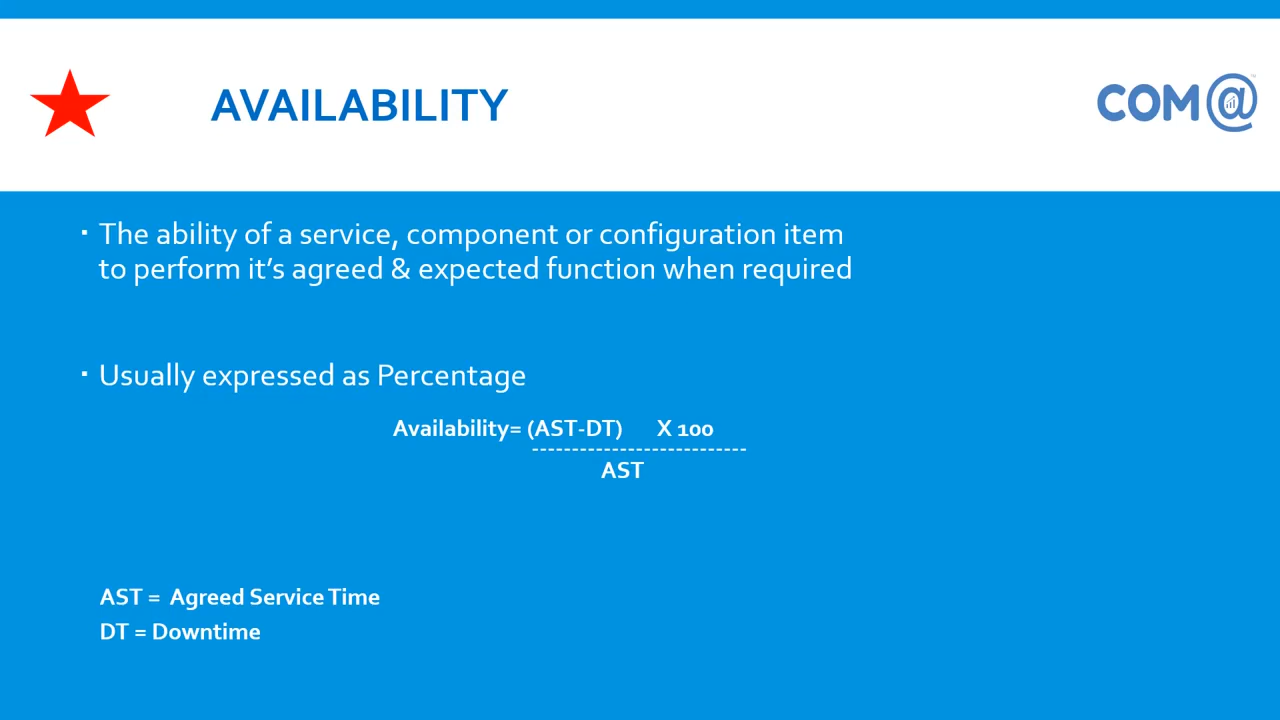 AVAILABILITY
COM@
™
▪ The ability of a service, component or configuration item
to perform it’s agreed & expected function when required
▪ Usually expressed as Percentage
Availability= (AST-DT) X 100
---------------------------
AST
AST = Agreed Service Time
DT = Downtime